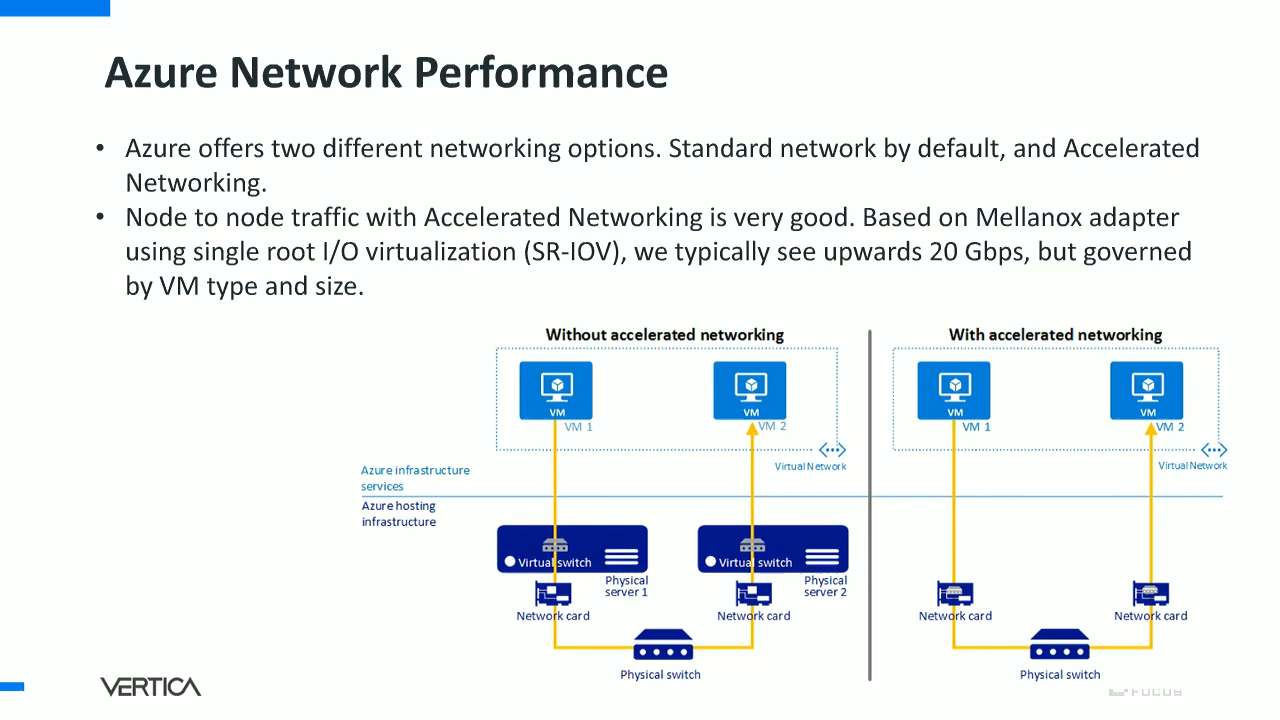 Azure Network Performance
• Azure offers two different networking options. Standard network by default, and Accelerated
Networking.
• Node to node traffic with Accelerated Networking is very good. Based on Mellanox adapter
using single root I/O virtualization (SR-IOV), we typically see upwards 20 Gbps, but governed
by VM type and size.
Without accelerated networking
With accelerated networking
VM
VM
VM
VM
VM 1
VM 2
VM 1
VM 2
Virtual Network
Virtual Network
Azure infrastructure
services
Azure hosting
infrastructure
Virtual switch
Virtual switch
Physical
server 1
Physical
server 2
Network card
Network card
Network card
Network card
Physical switch
Physical switch
VERTICA
FOCUS